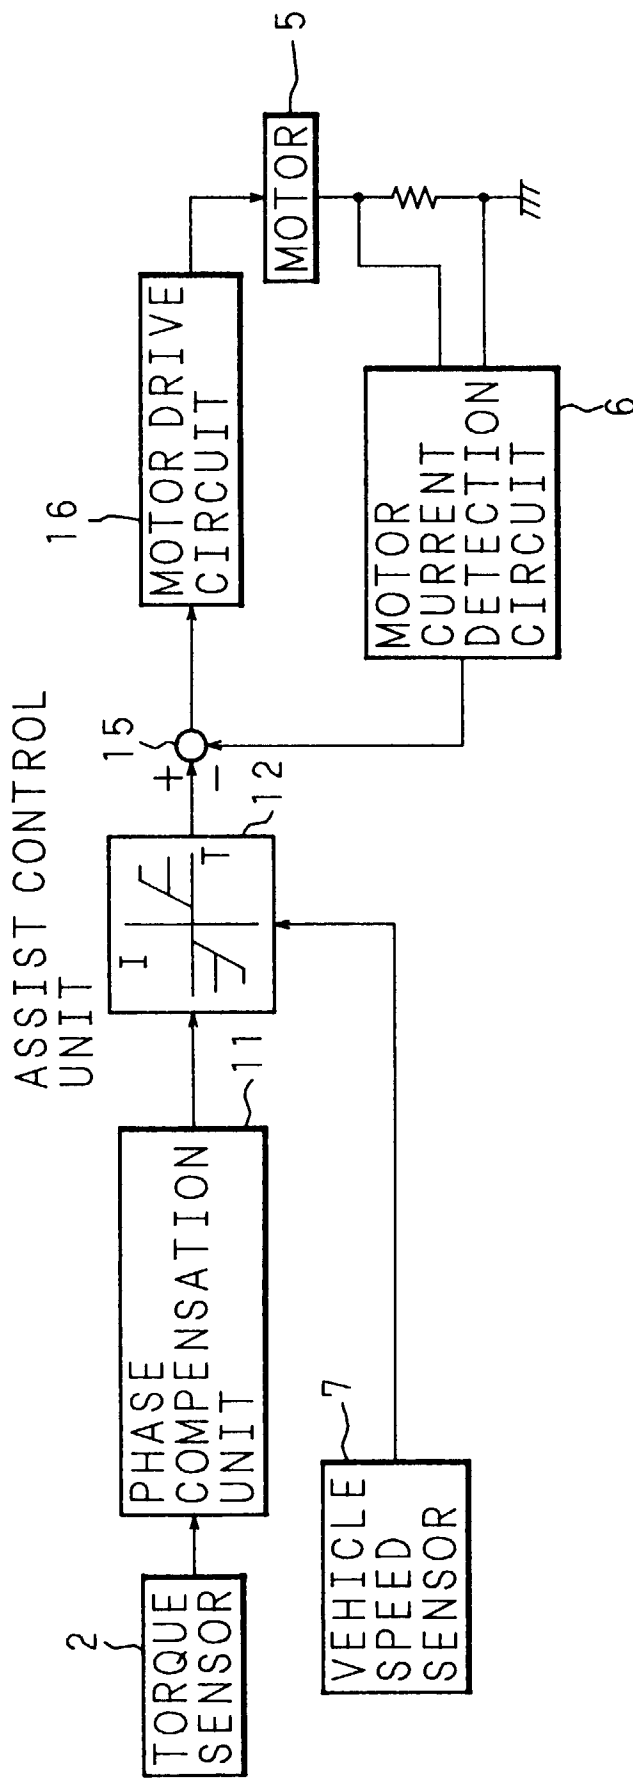 ASSIST CONTROL
UNIT
2
TORQUE
SENSOR
PHASE
COMPENSATION
UNIT
11
I
T
12
+
−
15
16
MOTOR DRIVE
CIRCUIT
MOTOR
5
7
VEHICLE
SPEED
SENSOR
MOTOR
CURRENT
DETECTION
CIRCUIT
6